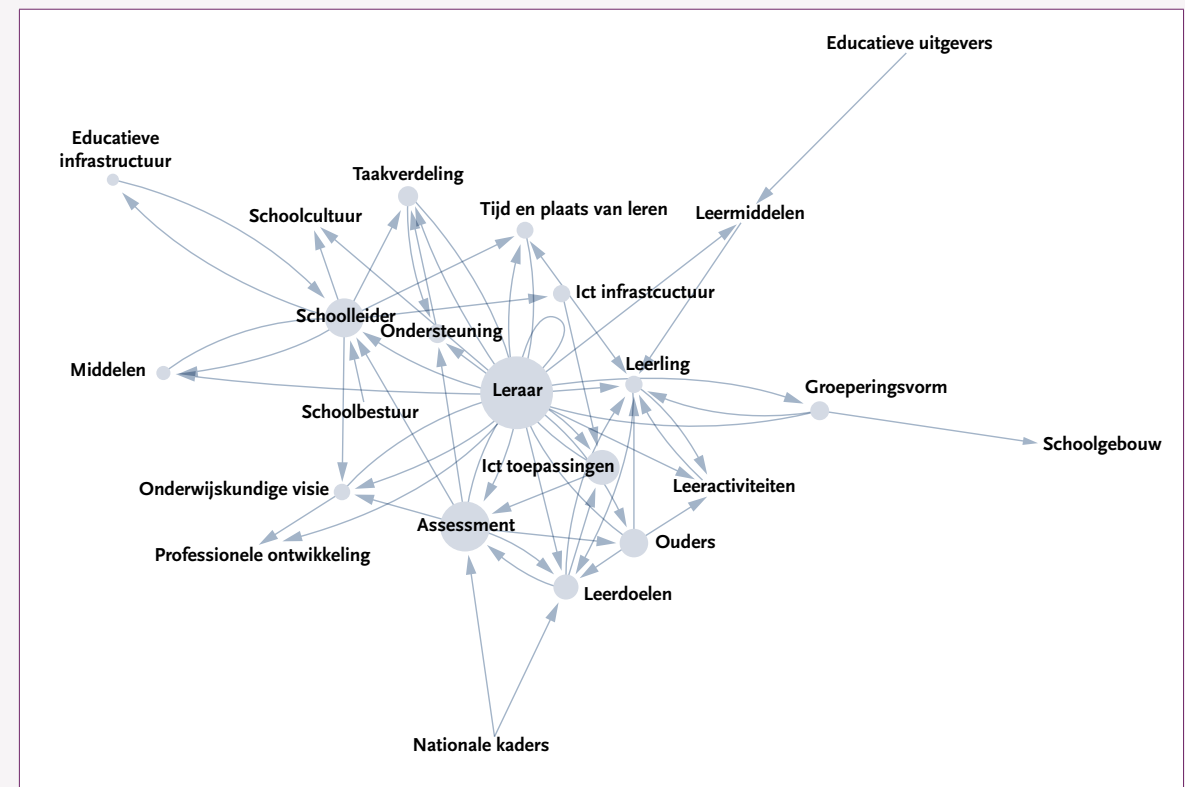 Educatieve uitgevers
Educatieve
infrastructuur
Taakverdeling
Schoolcultuur
Tijd en plaats van leren
Leermiddelen
Ict infrastcuctuur
Schoolleider
Ondersteuning
Leerling
Middelen
Leraar
Groeperingsvorm
Schoolbestuur
Schoolgebouw
Ict toepassingen
Onderwijskundige visie
Leeractiviteiten
Assessment
Ouders
Professionele ontwikkeling
Leerdoelen
Nationale kaders